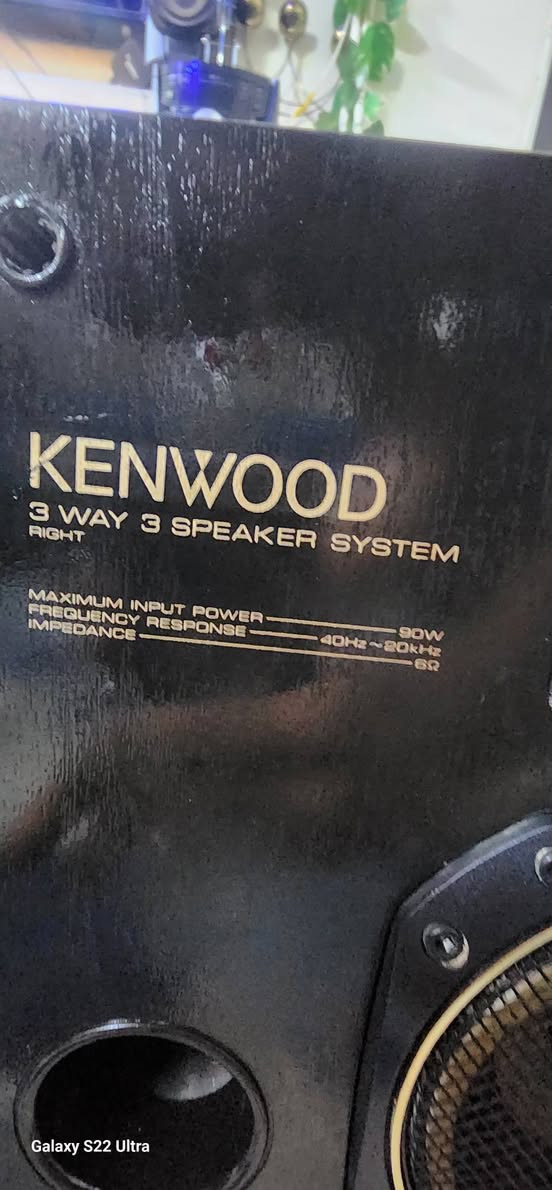 KENWOOD
3 WAY 3 SPEAKER SYSTEM
RIGHT
MAXIMUM INPUT POWER 90W
FREQUENCY RESPONSE 40Hz~20kHz
IMPEDANCE 6Ω
Galaxy S22 Ultra